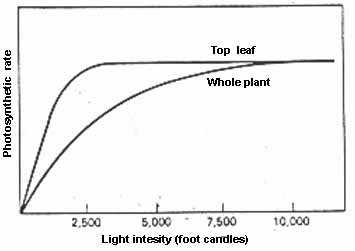 Photosynthetic rate
Top leaf
Whole plant
2,500
5,000
7,500
10,000
Light intesity (foot candles)